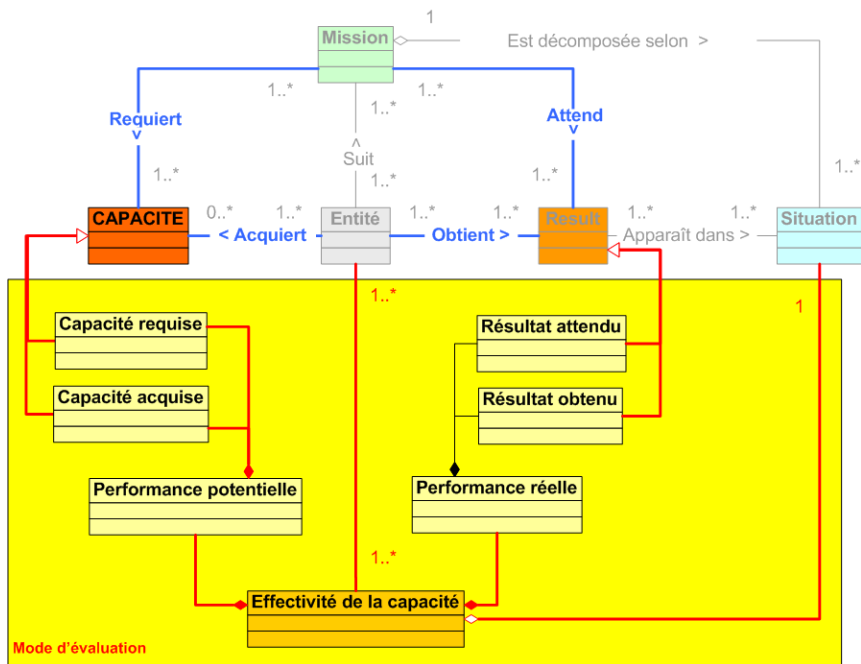 1
Mission
Est décomposée selon >
1..*
1..*
1..*
Requiert
<
Attend
<
<
Suit
1..*
1..*
1..*
1..*
CAPACITE
0..*
1..*
Entité
1..*
1..*
Result
1..*
1..*
Situation
< Acquiert
Obtient >
Apparaît dans >
1..*
1
Capacité requise
Résultat attendu
Capacité acquise
Résultat obtenu
Performance potentielle
Performance réelle
1..*
Effectivité de la capacité
Mode d'évaluation